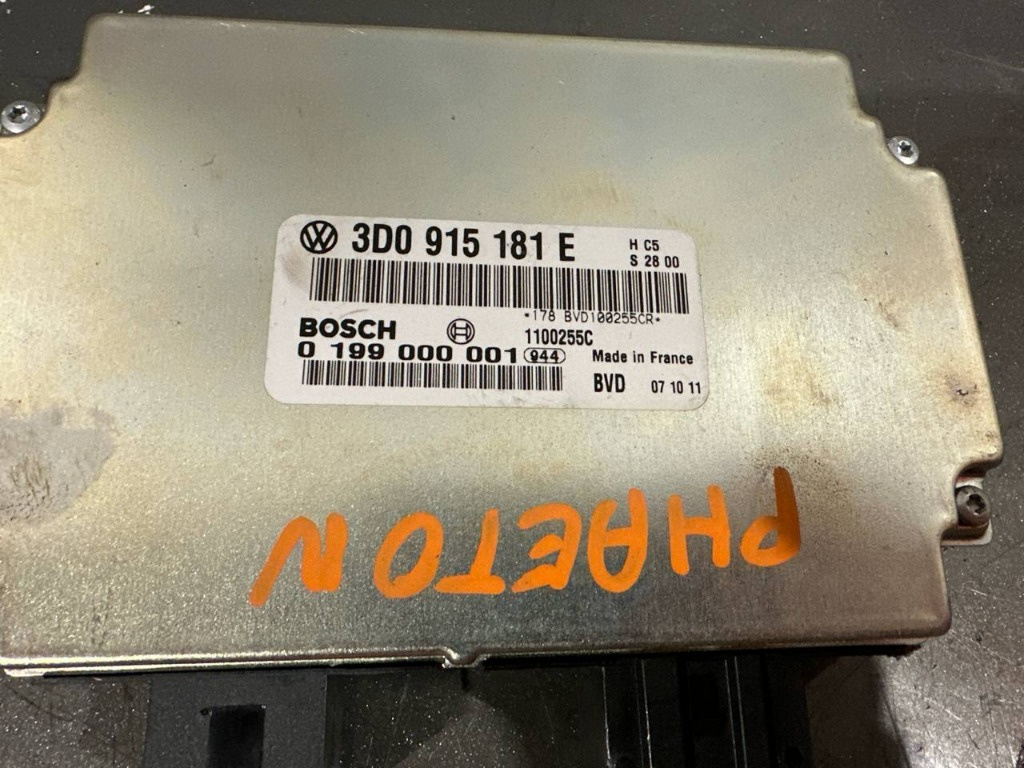 3D0 915 181 E
H C5
S 28 00
*178 BVD100255CR*
BOSCH
1100255C
0 199 000 001 944
Made in France
BVD 07 10 11
PHAETON